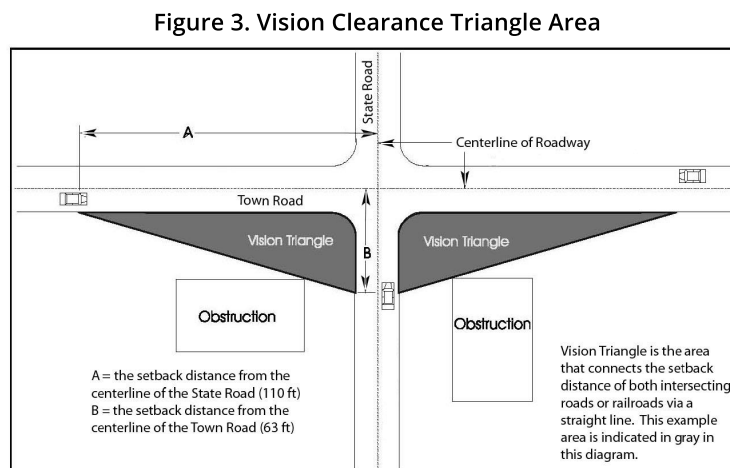 Figure 3. Vision Clearance Triangle Area
State Road
A
Centerline of Roadway
Town Road
Vision Triangle
B
Vision Triangle
Obstruction
Obstruction
A = the setback distance from the
centerline of the State Road (110 ft)
B = the setback distance from the
centerline of the Town Road (63 ft)
Vision Triangle is the area
that connects the setback
distance of both intersecting
roads or railroads via a
straight line. This example
area is indicated in gray in
this diagram.